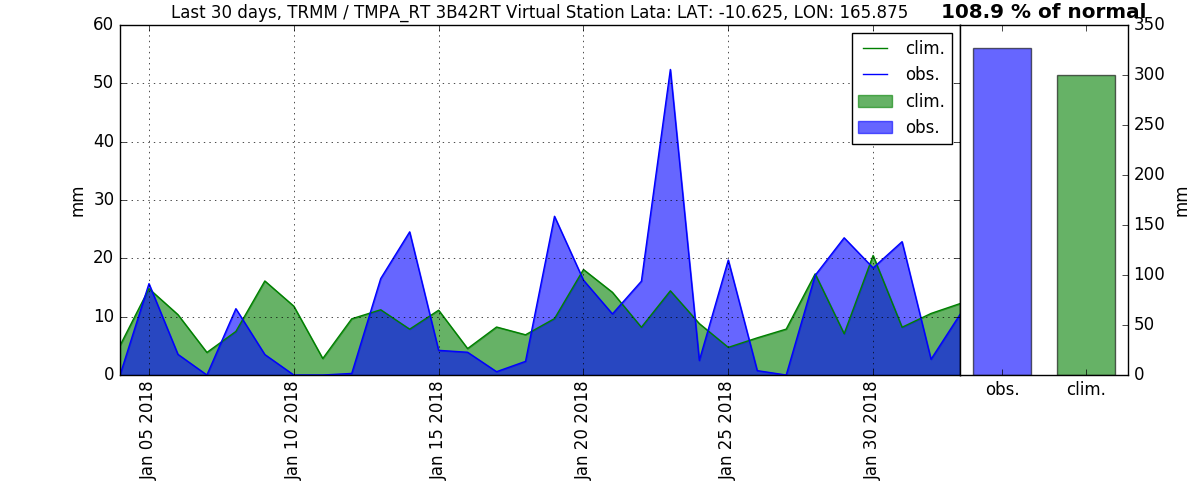 Last 30 days, TRMM / TMPA_RT 3B42RT Virtual Station Lata: LAT: -10.625, LON: 165.875
108.9 % of normal
60
50
40
30
20
10
0
mm
clim.
obs.
clim.
obs.
350
300
250
200
150
100
50
0
mm
Jan 05 2018
Jan 10 2018
Jan 15 2018
Jan 20 2018
Jan 25 2018
Jan 30 2018
obs.
clim.